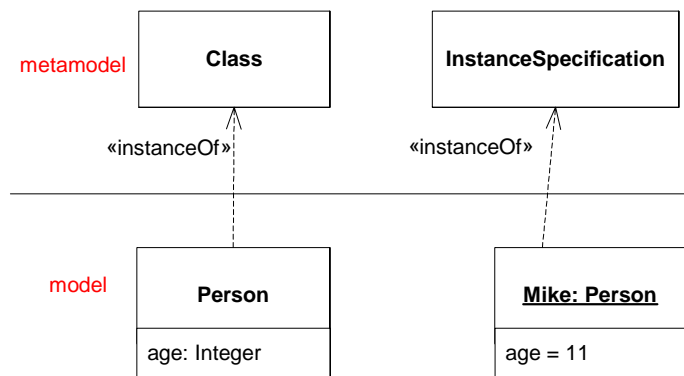 metamodel
Class
InstanceSpecification
«instanceOf»
«instanceOf»
model
Person
Mike: Person
age: Integer
age = 11